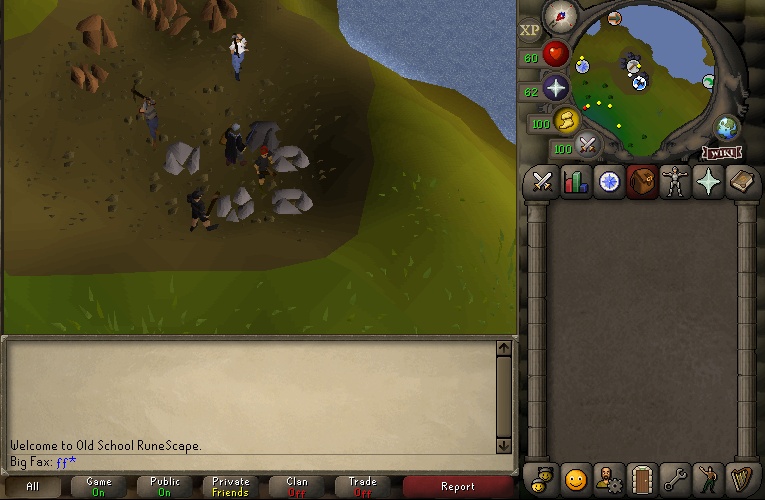 XP
60
62
100
100
WIKI
Welcome to Old School RuneScape.
Big Fax: ff*
All
Game
On
Public
On
Private
Friends
Clan
Off
Trade
Off
Report